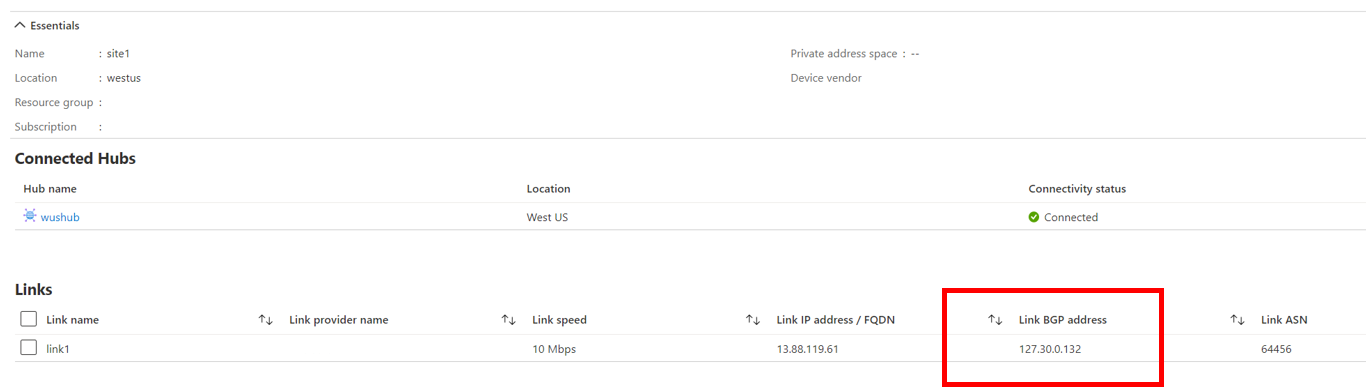 Essentials
Name : site1 Private address space : --
Location : westus Device vendor
Resource group :
Subscription :
Connected Hubs
Hub name Location Connectivity status
wushub West US Connected
Links
Link name Link provider name Link speed Link IP address / FQDN Link BGP address Link ASN
link1 10 Mbps 13.88.119.61 127.30.0.132 64456